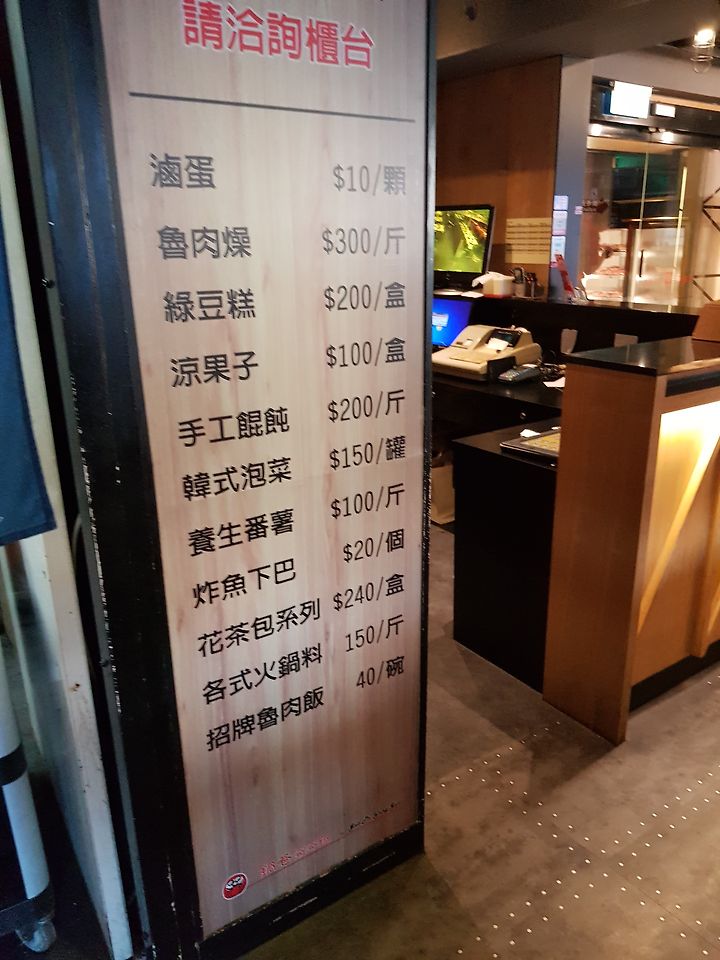 請洽詢櫃台
滷蛋 $10/顆
魯肉燥 $300/斤
綠豆糕 $200/盒
涼果子 $100/盒
手工餛飩 $200/斤
韓式泡菜 $150/罐
養生番薯 $100/斤
炸魚下巴 $20/個
花茶包系列 $240/盒
各式火鍋料 150/斤
招牌魯肉飯 40/碗